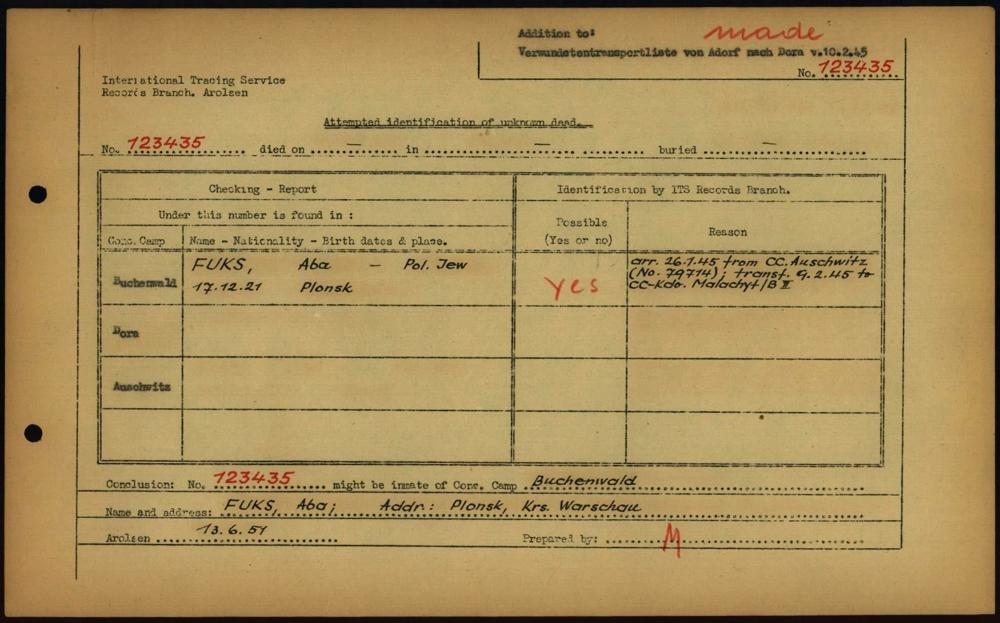 Addition to: made
Verwundetentransportliste von Adorf nach Dora v.10.2.45
No. 123435
International Tracing Service
Records Branch. Arolsen
Attempted identification of unknown dead.
No. 123435 died on — in — buried —
Checking - Report
Identification by ITS Records Branch.
Under this number is found in :
Possible
(Yes or no)
Reason
Conc. Camp
Name - Nationality - Birth dates & place.
Buchenwald
FUKS, Aba — Pol. Jew
17.12.21 Plonsk
yes
arr. 26.1.45 from CC. Auschwitz
(No. 79714); transf. 9.2.45 to
CC-Kdo. Malachyt/B II
Dora
Auschwitz
Conclusion: No. 123435 might be inmate of Conc. Camp Buchenwald
Name and address: FUKS, Aba; Addr.: Plonsk, Krs. Warschau
Arolsen 13.6.51
Prepared by: M